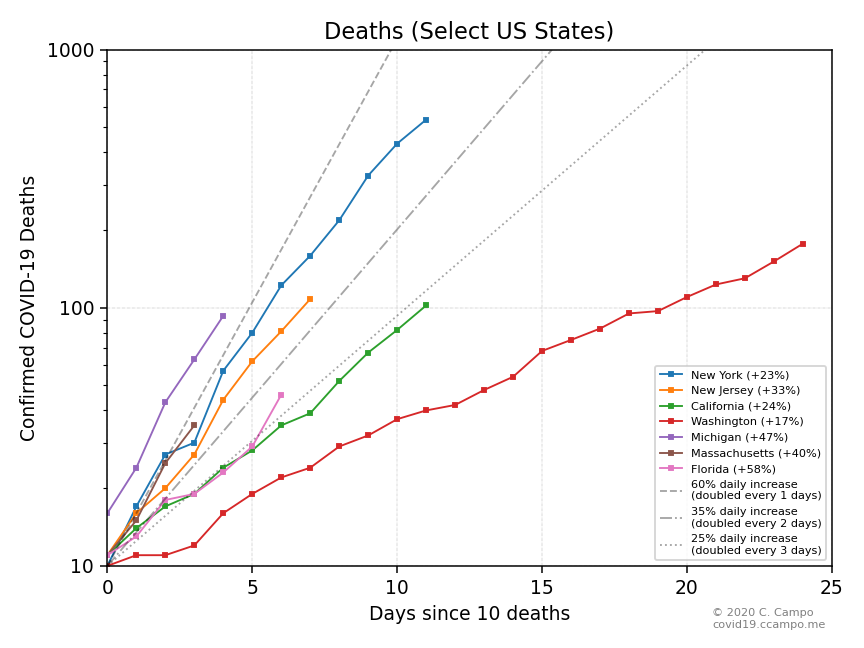 Deaths (Select US States)
1000
100
10
Confirmed COVID-19 Deaths
New York (+23%)
New Jersey (+33%)
California (+24%)
Washington (+17%)
Michigan (+47%)
Massachusetts (+40%)
Florida (+58%)
60% daily increase
(doubled every 1 days)
35% daily increase
(doubled every 2 days)
25% daily increase
(doubled every 3 days)
0 5 10 15 20 25
Days since 10 deaths
© 2020 C. Campo
covid19.ccampo.me